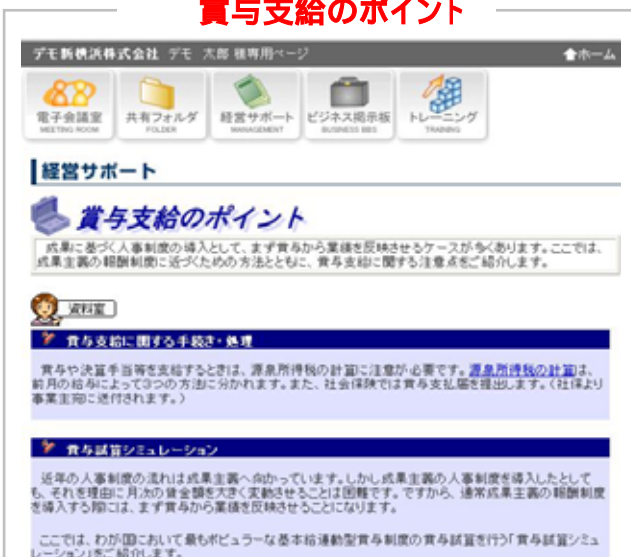 賞与支給のポイント
デモ新横浜株式会社 デモ 太郎 様専用ページ ホーム
電子会議室 共有フォルダ 経営サポート ビジネス掲示板 トレーニング
MEETING ROOM FOLDER MANAGEMENT BUSINESS BBS TRAINING
経営サポート
賞与支給のポイント
成果に基づく人事制度の導入として、まず賞与から業績を反映させるケースが多くあります。ここでは、
成果主義の報酬制度に近づくための方法とともに、賞与支給に関する注意点をご紹介します。
資料室
賞与支給に関する手続き・処理
賞与や決算手当等を支給するときは、源泉所得税の計算に注意が必要です。源泉所得税の計算は、
前月の給与によって3つの方法に分かれます。また、社会保険では賞与支払届を提出します。（社保より
事業主宛に送付されます。）
賞与試算シミュレーション
近年の人事制度の流れは成果主義へ向かっています。しかし成果主義の人事制度を導入したとして
も、それを理由に月次の賃金額を大きく変動させることは困難です。ですから、通常成果主義の報酬制度
を導入する際には、まず賞与から業績を反映させることになります。
ここでは、わが国において最もポピュラーな基本給連動型賞与制度の賞与試算を行う「賞与試算シミュ
レーション」をご紹介します。